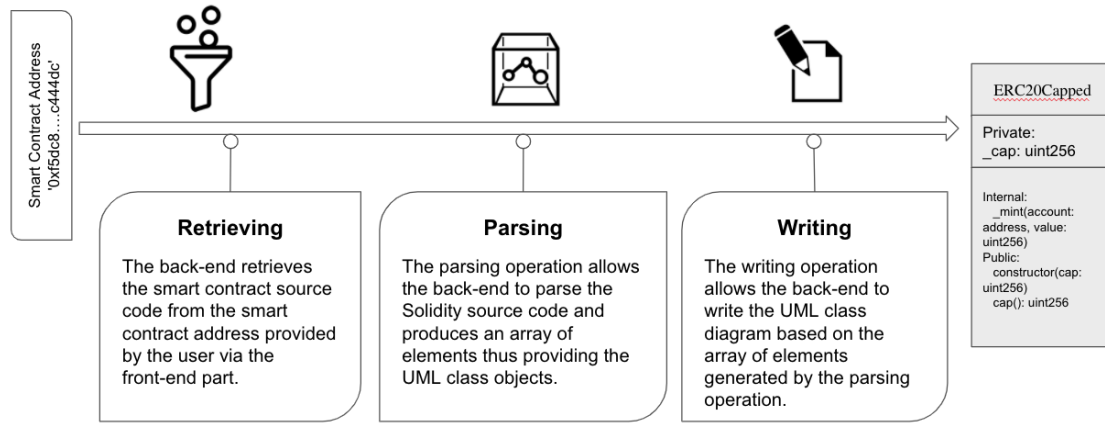 Smart Contract Address
'0xf5dc8....c444dc'
Retrieving
The back-end retrieves
the smart contract source
code from the smart
contract address provided
by the user via the
front-end part.
Parsing
The parsing operation allows
the back-end to parse the
Solidity source code and
produces an array of
elements thus providing the
UML class objects.
Writing
The writing operation
allows the back-end to
write the UML class
diagram based on the
array of elements
generated by the parsing
operation.
ERC20Capped
Private:
_cap: uint256
Internal:
_mint(account:
address, value:
uint256)
Public:
constructor(cap:
uint256)
cap(): uint256